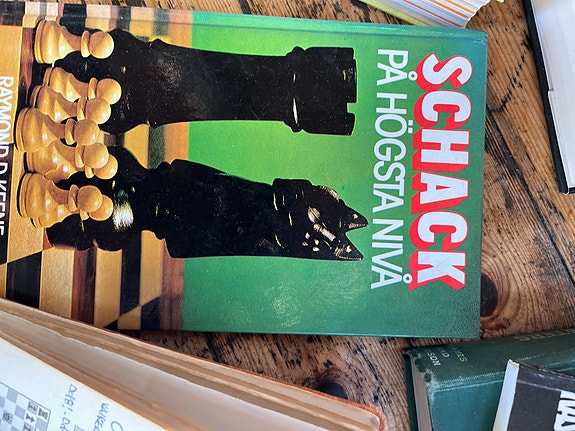 SCHACK
PÅ HÖGSTA NIVÅ
RAYMOND D. KEENE